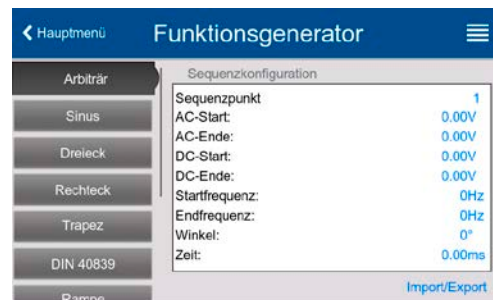 Hauptmenü
Funktionsgenerator
Arbiträr
Sinus
Dreieck
Rechteck
Trapez
DIN 40839
Rampe
Sequenzkonfiguration
Sequenzpunkt 1
AC-Start: 0.00V
AC-Ende: 0.00V
DC-Start: 0.00V
DC-Ende: 0.00V
Startfrequenz: 0Hz
Endfrequenz: 0Hz
Winkel: 0°
Zeit: 0.00ms
Import/Export